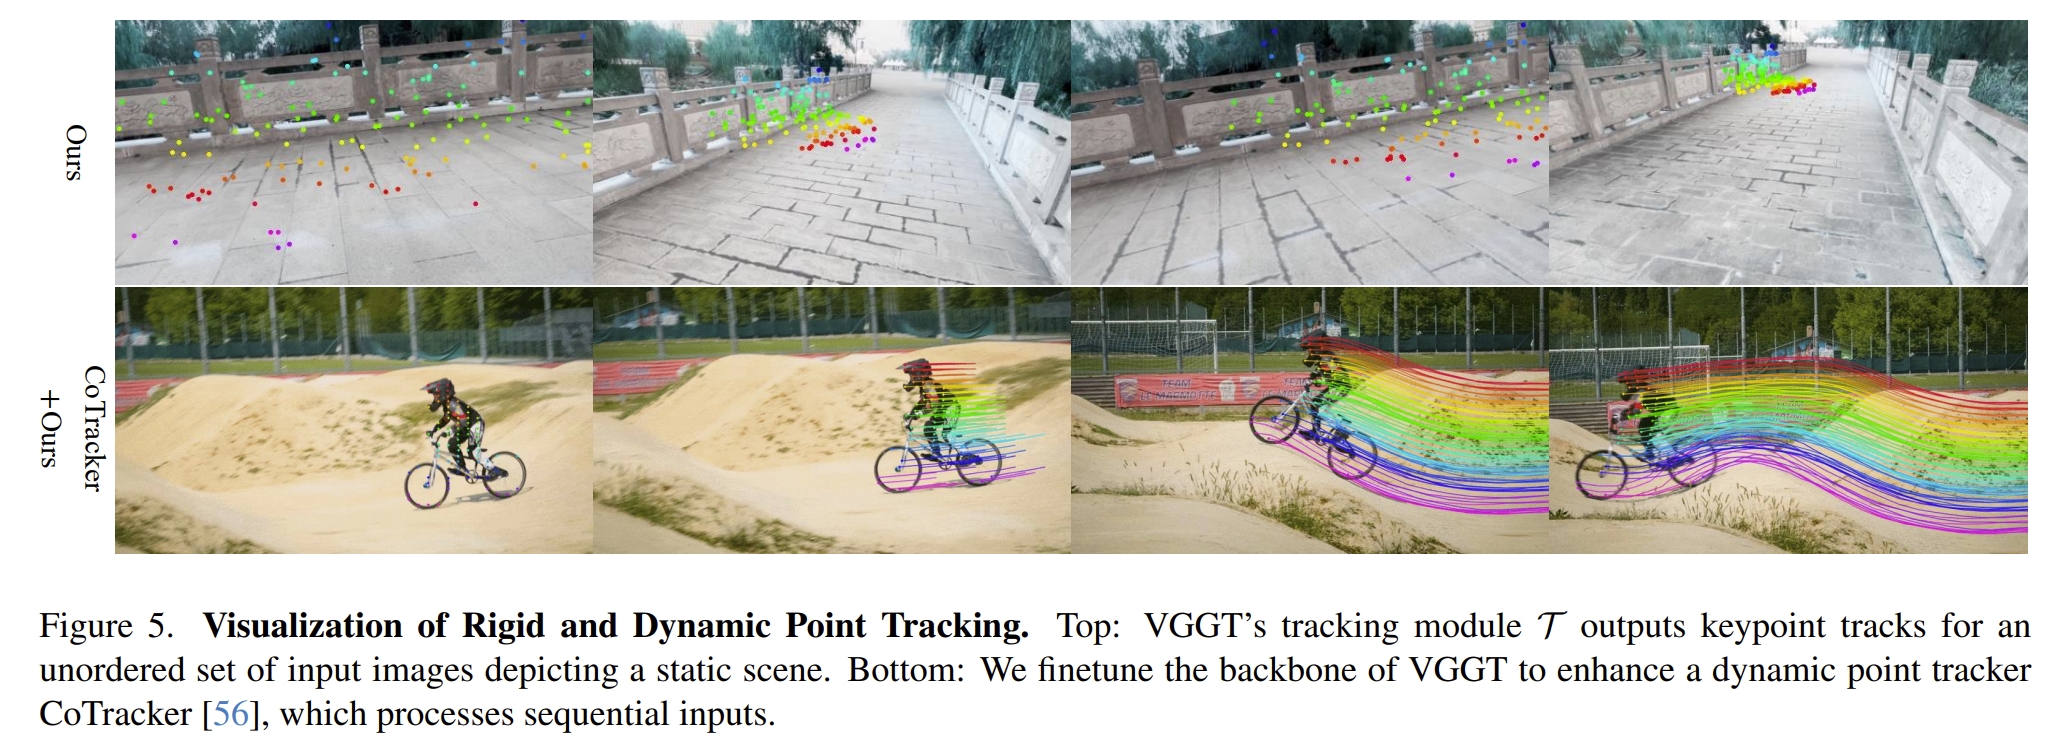 Ours
CoTracker
+Ours
TEAM
Figure 5. Visualization of Rigid and Dynamic Point Tracking. Top: VGGT's tracking module 𝒯 outputs keypoint tracks for an
unordered set of input images depicting a static scene. Bottom: We finetune the backbone of VGGT to enhance a dynamic point tracker
CoTracker [56], which processes sequential inputs.